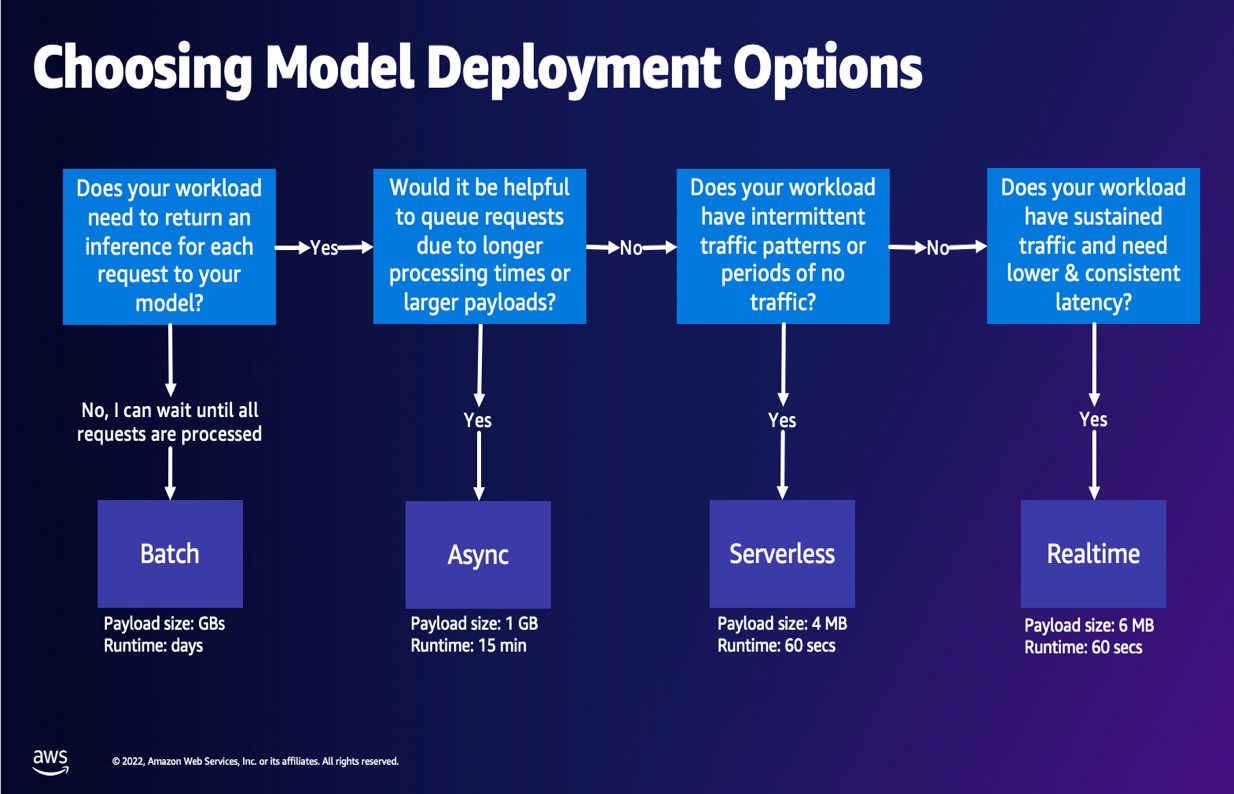 Choosing Model Deployment Options
Does your workload
need to return an
inference for each
request to your
model?
Yes
Would it be helpful
to queue requests
due to longer
processing times or
larger payloads?
No
Does your workload
have intermittent
traffic patterns or
periods of no
traffic?
No
Does your workload
have sustained
traffic and need
lower & consistent
latency?
No, I can wait until all
requests are processed
Yes
Yes
Yes
Batch
Async
Serverless
Realtime
Payload size: GBs
Runtime: days
Payload size: 1 GB
Runtime: 15 min
Payload size: 4 MB
Runtime: 60 secs
Payload size: 6 MB
Runtime: 60 secs
aws
© 2022, Amazon Web Services, Inc. or its affiliates. All rights reserved.